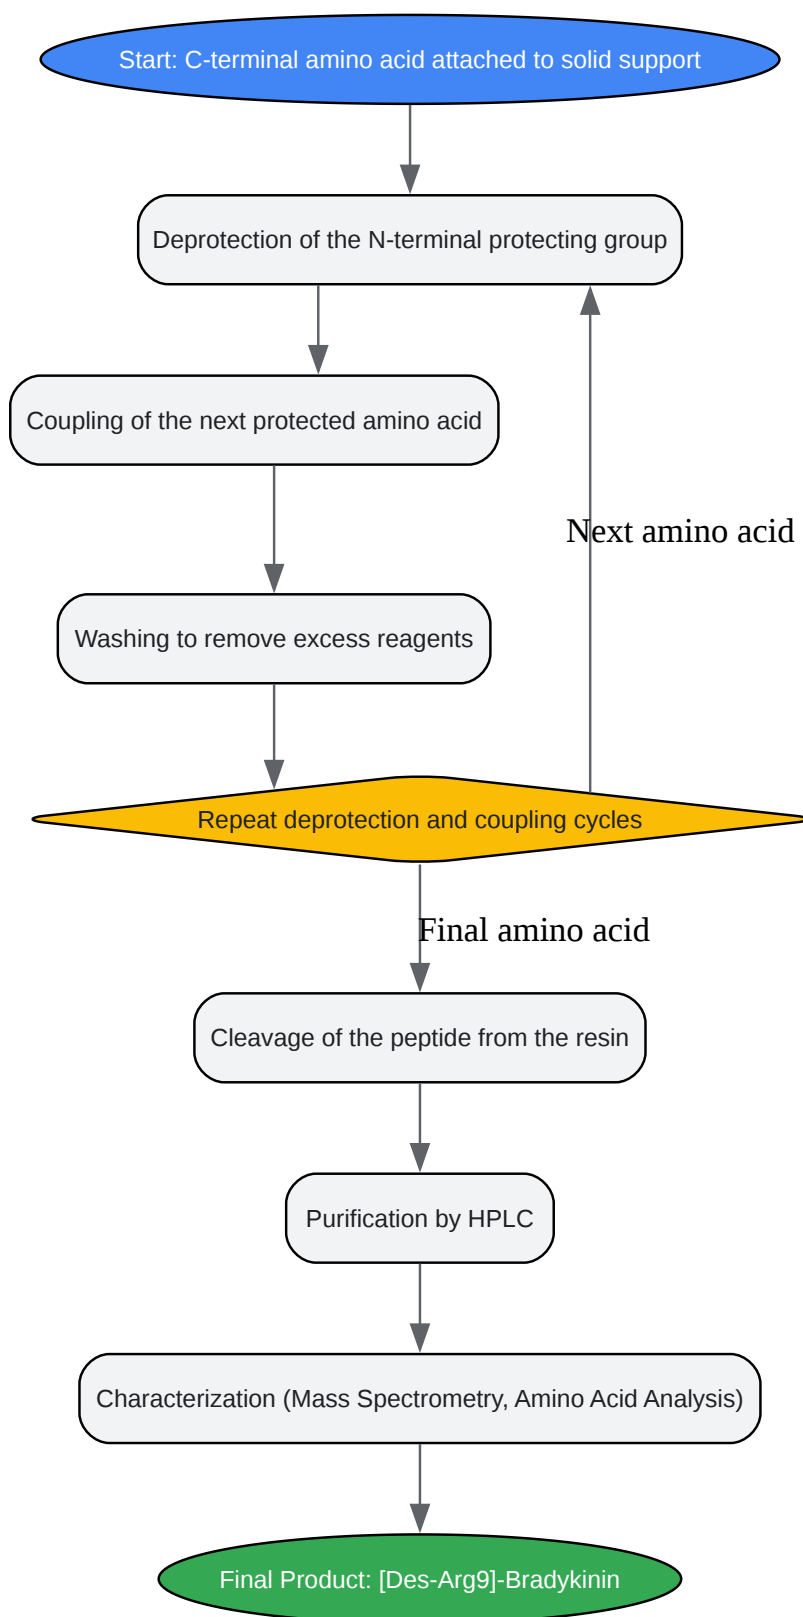 Start: C-terminal amino acid attached to solid support
Deprotection of the N-terminal protecting group
Coupling of the next protected amino acid
Next amino acid
Washing to remove excess reagents
Repeat deprotection and coupling cycles
Final amino acid
Cleavage of the peptide from the resin
Purification by HPLC
Characterization (Mass Spectrometry, Amino Acid Analysis)
Final Product: [Des-Arg9]-Bradykinin